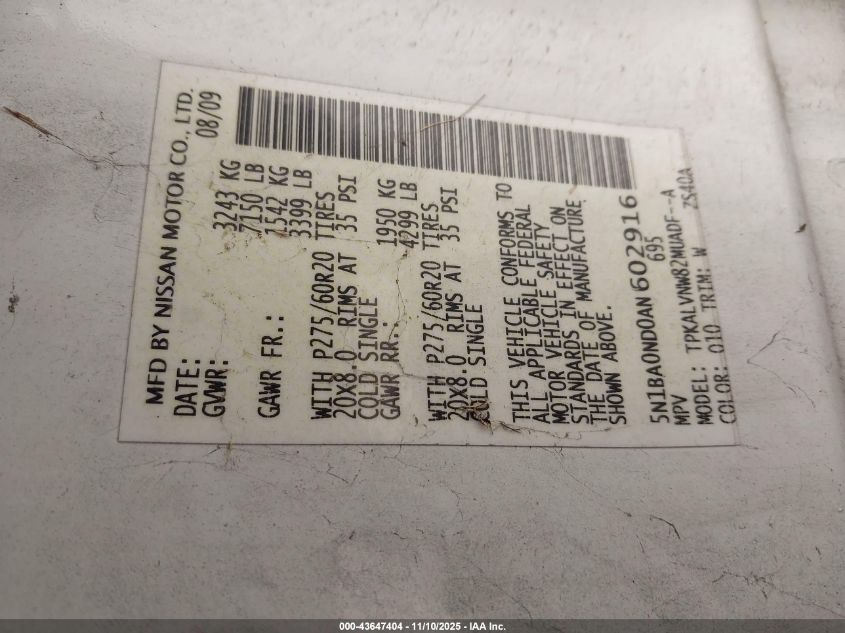 MFD BY NISSAN MOTOR CO., LTD.
DATE: 08/09
GVWR: 3243 KG
7150 LB
GAWR FR.: 1542 KG
3399 LB
WITH P275/60R20 TIRES
20X8.0 RIMS AT 35 PSI
COLD SINGLE
GAWR RR.: 1950 KG
4299 LB
WITH P275/60R20 TIRES
20X8.0 RIMS AT 35 PSI
COLD SINGLE
THIS VEHICLE CONFORMS TO
ALL APPLICABLE FEDERAL
MOTOR VEHICLE SAFETY
STANDARDS IN EFFECT ON
THE DATE OF MANUFACTURE
SHOWN ABOVE.
5N1BA0ND0AN602916
MPV 695
MODEL: TPKALVNW82MUADF--A
COLOR: 010 TRIM: W ZS40A
000-43647404 - 11/10/2025 - IAA Inc.